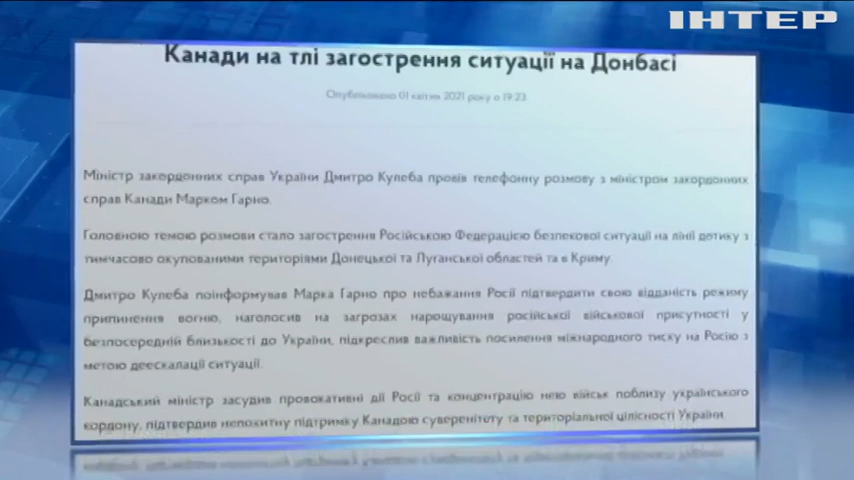 ІНТЕР
Канади на тлі загострення ситуації на Донбасі
Опубліковано 01 квітня 2021 року о 19:23
Міністр закордонних справ України Дмитро Кулеба провів телефонну розмову з міністром закордонних
справ Канади Марком Гарно.
Головною темою розмови стало загострення Російською Федерацією безпекової ситуації на лінії дотику з
тимчасово окупованими територіями Донецької та Луганської областей та в Криму.
Дмитро Кулеба поінформував Марка Гарно про небажання Росії підтвердити свою відданість режиму
припинення вогню, наголосив на загрозах нарощування російської військової присутності у
безпосередній близькості до України, підкреслив важливість посилення міжнародного тиску на Росію з
метою деескалації ситуації.
Канадський міністр засудив провокативні дії Росії та концентрацію нею військ поблизу українського
кордону, підтвердив непохитну підтримку Канадою суверенітету та територіальної цілісності України.